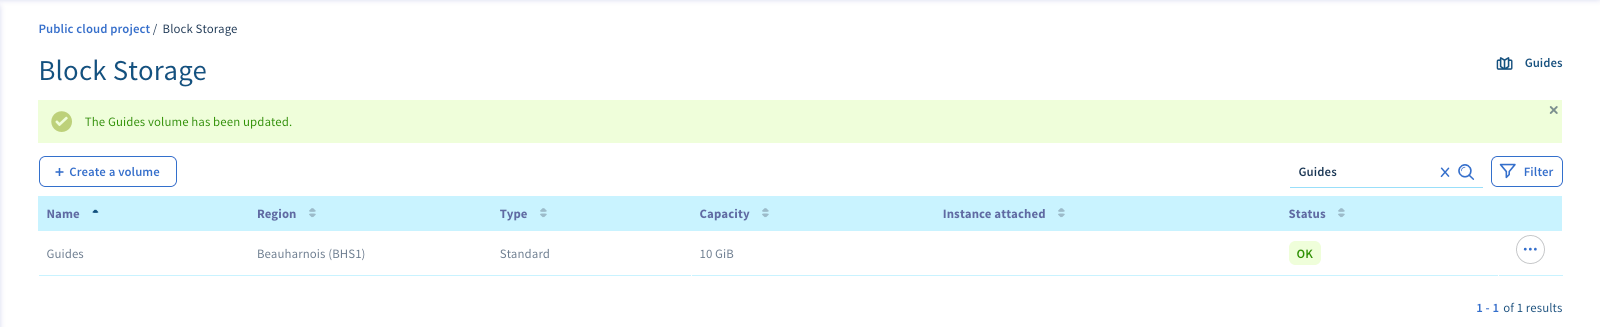 Public cloud project / Block Storage
Block Storage
Guides
The Guides volume has been updated.
+ Create a volume
Guides
Filter
Name Region Type Capacity Instance attached Status
Guides Beauharnois (BHS1) Standard 10 GiB OK
1 - 1 of 1 results